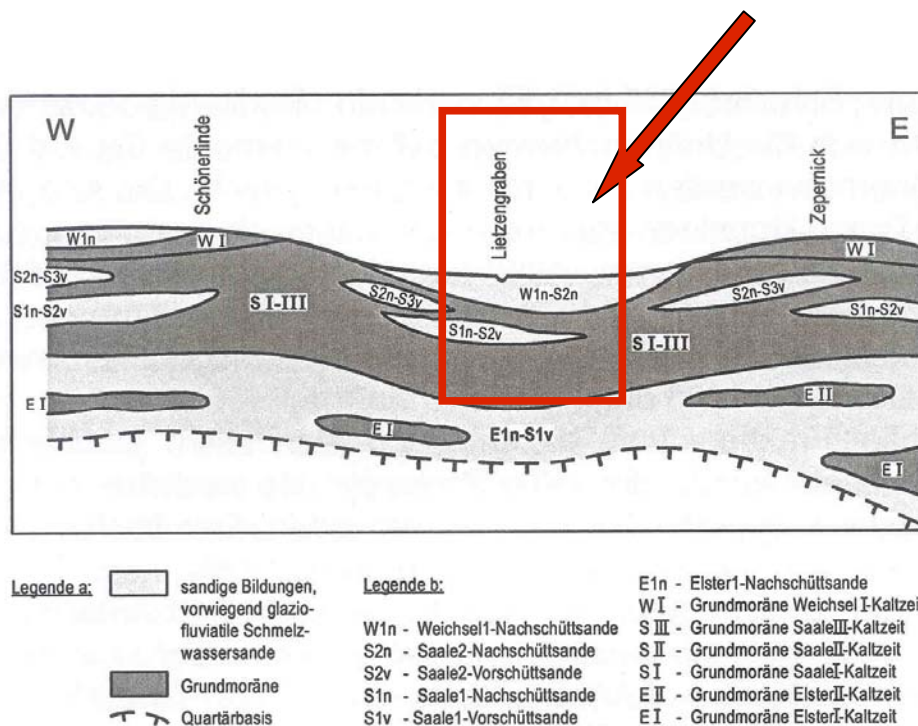 W
E
Schönerlinde
Lietzengraben
Zepernick
W1n
W I
W I
S2n-S3v
S2n-S3v
W1n-S2n
S2n-S3v
S1n-S2v
S I-III
S1n-S2v
S I-III
S1n-S2v
E I
E II
E I
E1n-S1v
E I
Legende a:
sandige Bildungen,
vorwiegend glazio-
fluviatile Schmelz-
wassersande
Grundmoräne
Quartärbasis
Legende b:
W1n - Weichsel1-Nachschüttsande
S2n - Saale2-Nachschüttsande
S2v - Saale2-Vorschüttsande
S1n - Saale1-Nachschüttsande
S1v - Saale1-Vorschüttsande
E1n - Elster1-Nachschüttsande
W I - Grundmoräne Weichsel I-Kaltzeit
S III - Grundmoräne SaaleIII-Kaltzeit
S II - Grundmoräne SaaleII-Kaltzeit
S I - Grundmoräne SaaleI-Kaltzeit
E II - Grundmoräne ElsterII-Kaltzeit
E I - Grundmoräne ElsterI-Kaltzeit